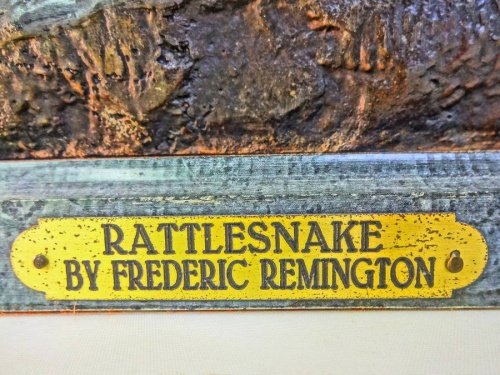 RATTLESNAKE
BY FREDERIC REMINGTON